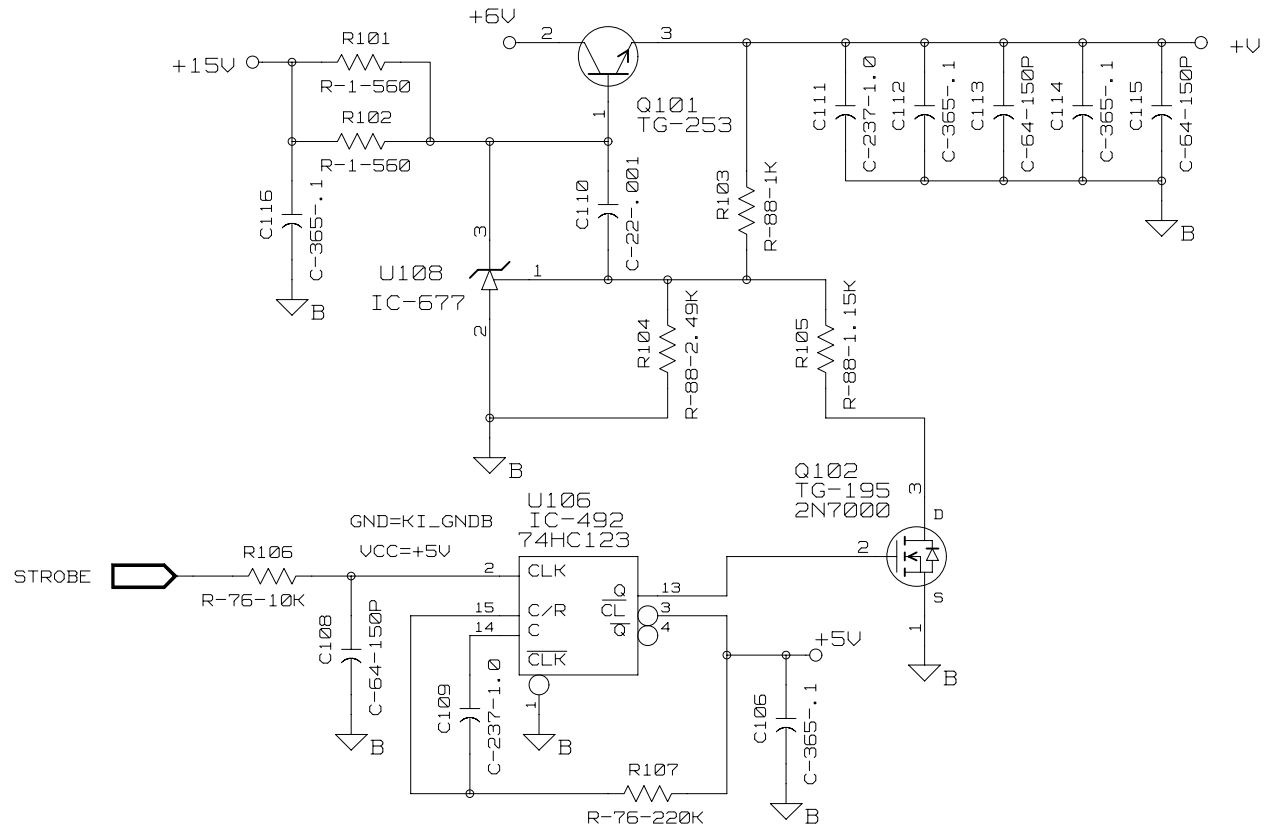 +6V
2
3
+V
R101
+15V
R-1-560
R102
R-1-560
1
Q101
TG-253
C111
C-237-1.0
C112
C-365-.1
C113
C-64-150P
C114
C-365-.1
C115
C-64-150P
B
C116
C-365-.1
B
C110
C-22-.001
R103
R-88-1K
3
U108
IC-677
1
2
R104
R-88-2.49K
R105
R-88-1.15K
B
Q102
TG-195
2N7000
3
D
2
S
1
B
U106
IC-492
74HC123
GND=KI_GNDB
VCC=+5V
STROBE
R106
R-76-10K
2
CLK
15
C/R
14
C
CLK
Q
13
CL
3
Q
4
1
B
C108
C-64-150P
B
C109
C-237-1.0
+5V
C106
C-365-.1
B
R107
R-76-220K